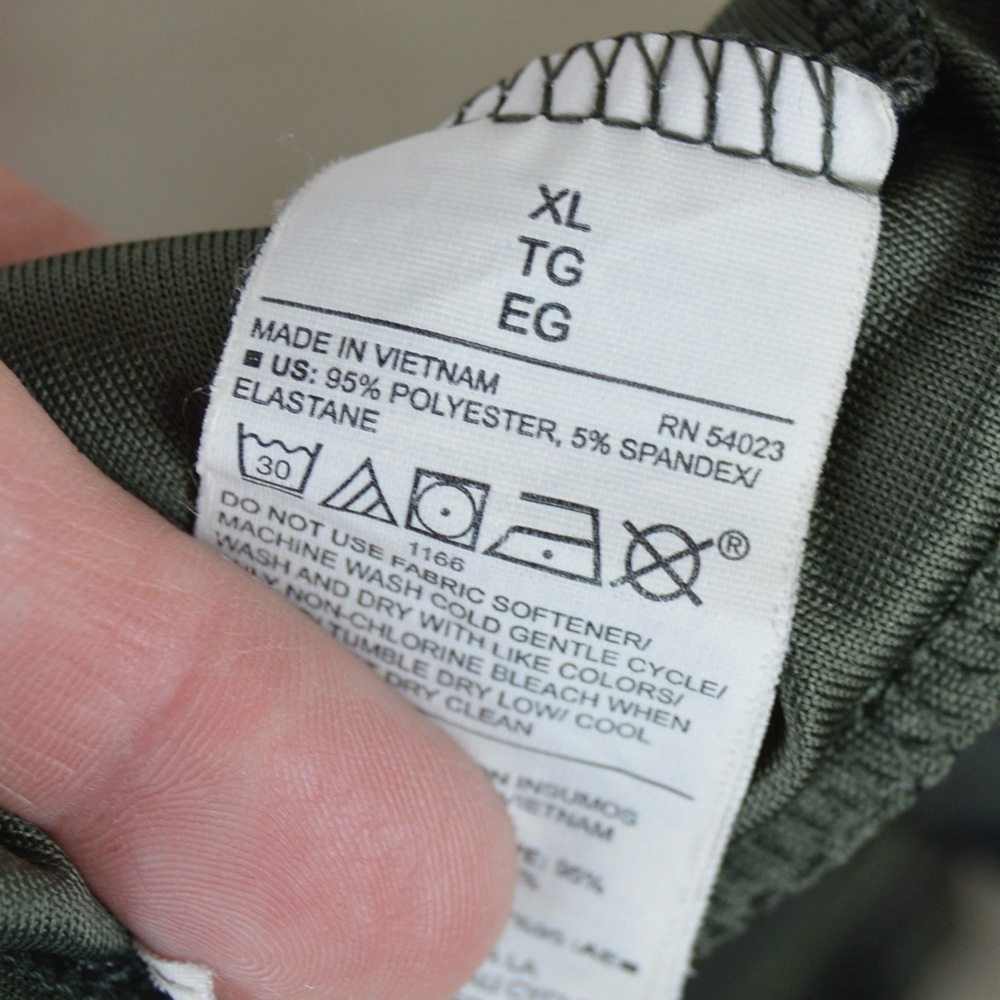 XL
TG
EG
MADE IN VIETNAM
RN 54023
US: 95% POLYESTER, 5% SPANDEX/
ELASTANE
30
®
1166
DO NOT USE FABRIC SOFTENER/
MACHINE WASH COLD GENTLE CYCLE/
WASH AND DRY WITH LIKE COLORS/
NON-CHLORINE BLEACH WHEN
TUMBLE DRY LOW/ COOL
DRY CLEAN
INSUMOS
VIETNAM
95%
LA